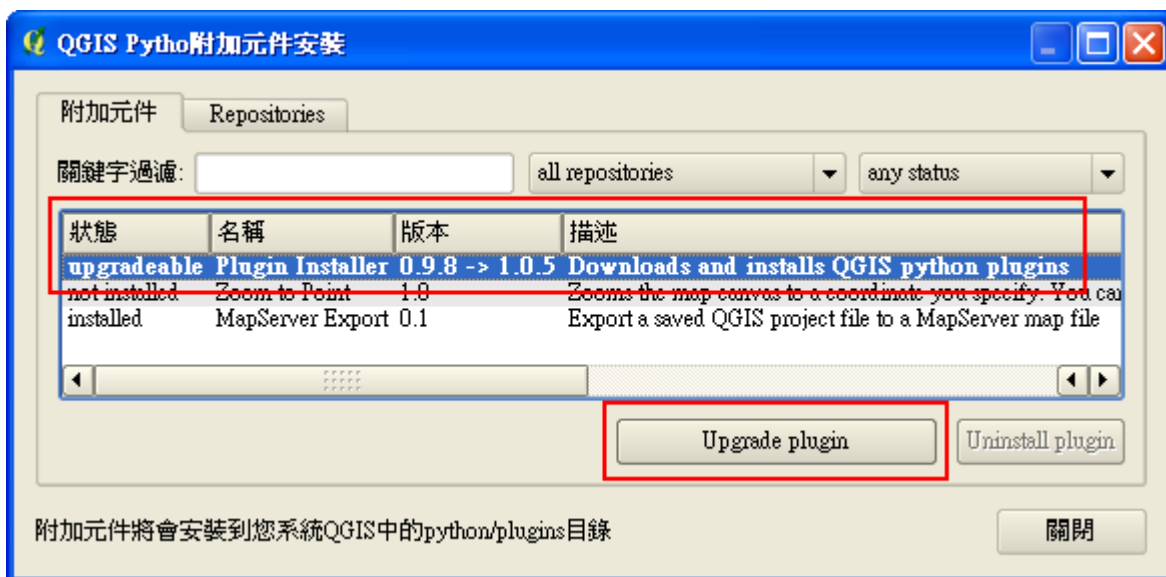 QGIS Pytho附加元件安裝
附加元件 Repositories
關鍵字過濾: all repositories any status
狀態 名稱 版本 描述
upgradeable Plugin Installer 0.9.8 -> 1.0.5 Downloads and installs QGIS python plugins
not installed Zoom to Point 1.0 Zooms the map canvas to a coordinate you specify. You can
installed MapServer Export 0.1 Export a saved QGIS project file to a MapServer map file
Upgrade plugin Uninstall plugin
附加元件將會安裝到您系統QGIS中的python/plugins目錄 關閉